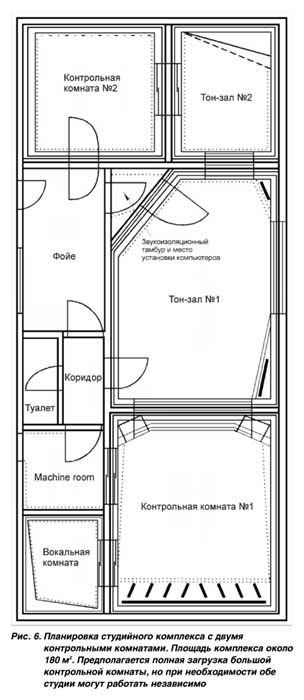 Контрольная
комната №2
Тон-зал №2
Звукоизоляционный
тамбур и место
установки компьютеров
Фойе
Тон-зал №1
Коридор
Туалет
Machine room
Контрольная комната №1
Вокальная
комната
Рис. 6. Планировка студийного комплекса с двумя
контрольными комнатами. Площадь комплекса около
180 м². Предполагается полная загрузка большой
контрольной комнаты, но при необходимости обе
студии могут работать независимо